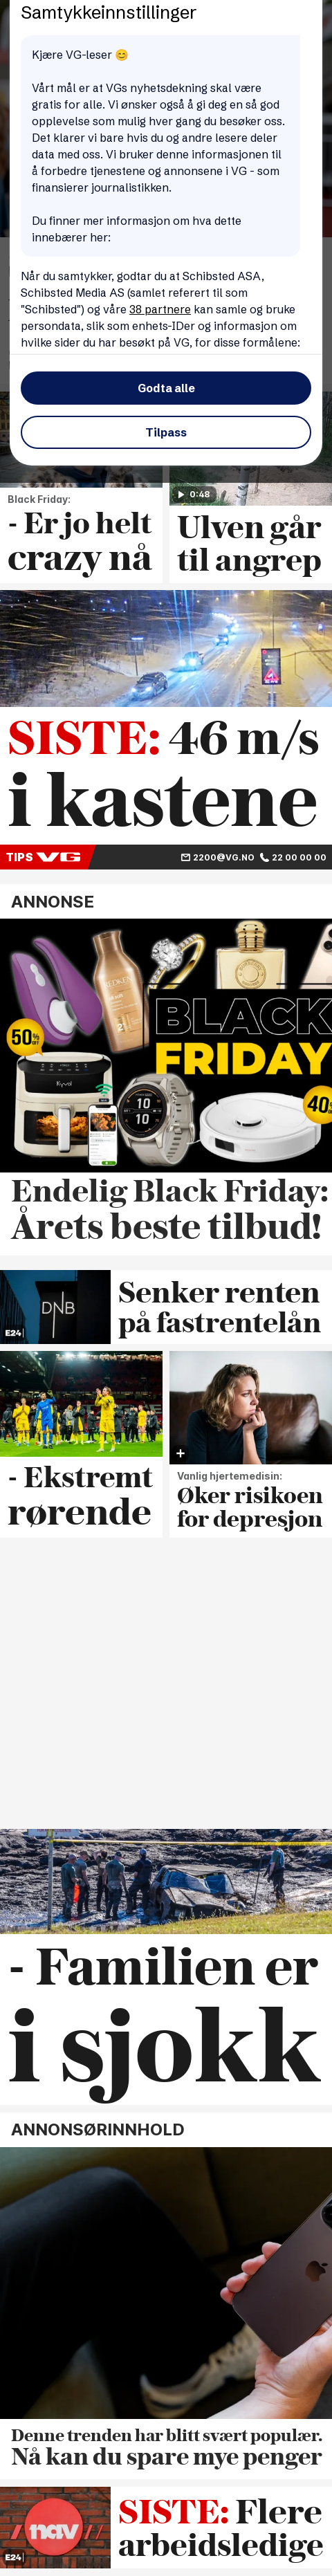 Samtykkeinnstillinger
Kjære VG-leser 😊
Vårt mål er at VGs nyhetsdekning skal være
gratis for alle. Vi ønsker også å gi deg en så god
opplevelse som mulig hver gang du besøker oss.
Det klarer vi bare hvis du og andre lesere deler
data med oss. Vi bruker denne informasjonen til
å forbedre tjenestene og annonsene i VG - som
finansierer journalistikken.
Du finner mer informasjon om hva dette
innebærer her:
Når du samtykker, godtar du at Schibsted ASA,
Schibsted Media AS (samlet referert til som
"Schibsted") og våre 38 partnere kan samle og bruke
persondata, slik som enhets-IDer og informasjon om
hvilke sider du har besøkt på VG, for disse formålene:
Godta alle
Tilpass
0:48
Black Friday:
- Er jo helt
crazy nå
Ulven går
til angrep
SISTE: 46 m/s
i kastene
TIPS VG
2200@VG.NO 22 00 00 00
ANNONSE
BLACK
FRIDAY
50%
40%
Kyvol
REDKEN
10
10
Endelig Black Friday:
Årets beste tilbud!
DNB
E24
Senker renten
på fastrentelån
- Ekstremt
rørende
Vanlig hjertemedisin:
Øker risikoen
for depresjon
- Familien er
i sjokk
ANNONSØRINNHOLD
Denne trenden har blitt svært populær.
Nå kan du spare mye penger
nav
E24
SISTE: Flere
arbeidsledige